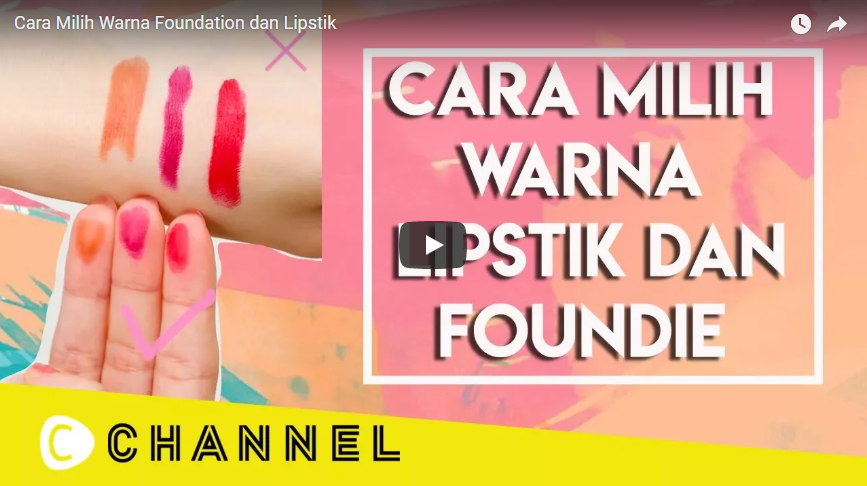 Cara Milih Warna Foundation dan Lipstik
CARA MILIH
WARNA
LIPSTIK DAN
FOUNDIE
C CHANNEL